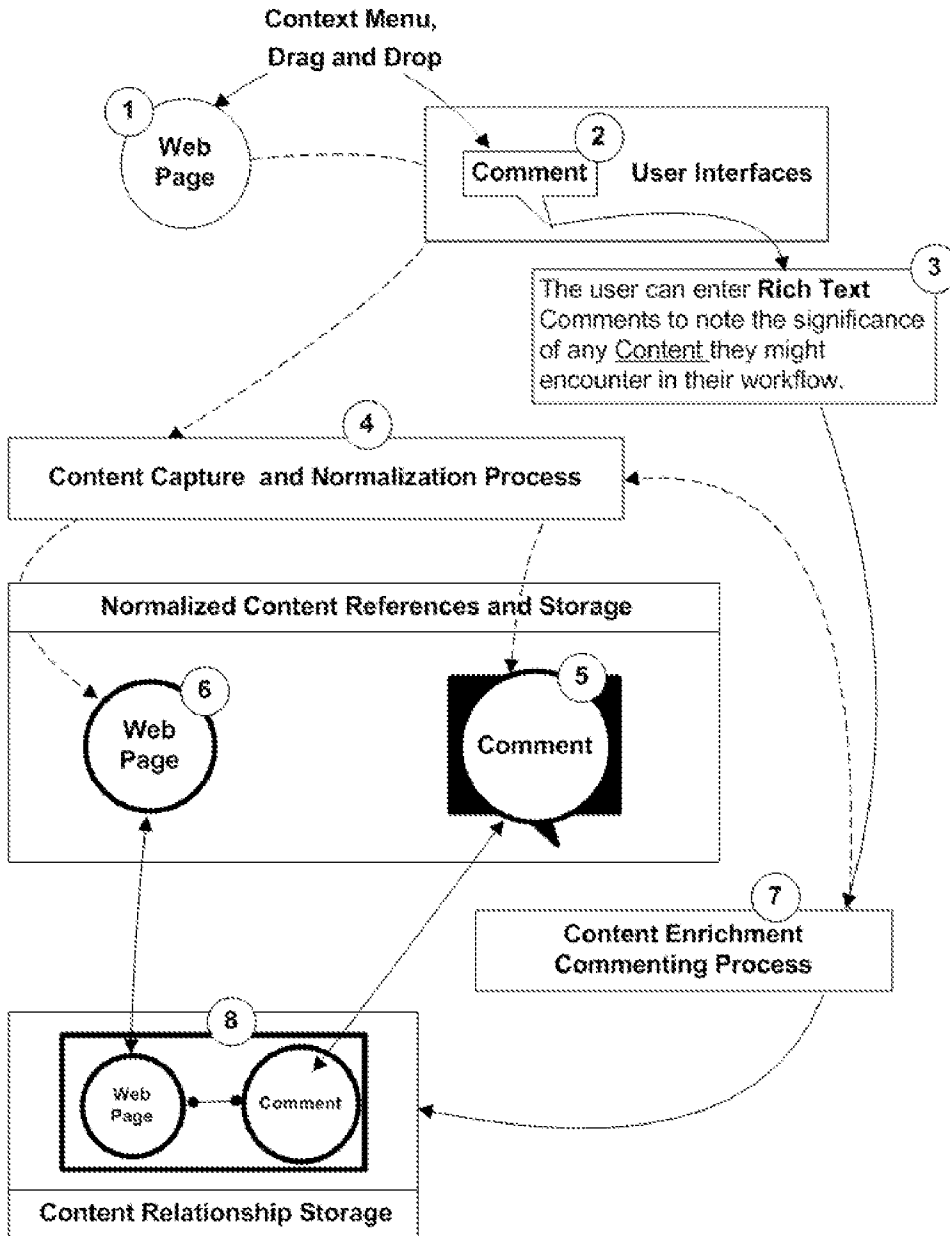 Context Menu,
Drag and Drop
1
Web
Page
2
Comment
User Interfaces
3
The user can enter Rich Text
Comments to note the significance
of any Content they might
encounter in their workflow.
4
Content Capture and Normalization Process
Normalized Content References and Storage
6
Web
Page
5
Comment
7
Content Enrichment
Commenting Process
8
Web
Page
Comment
Content Relationship Storage